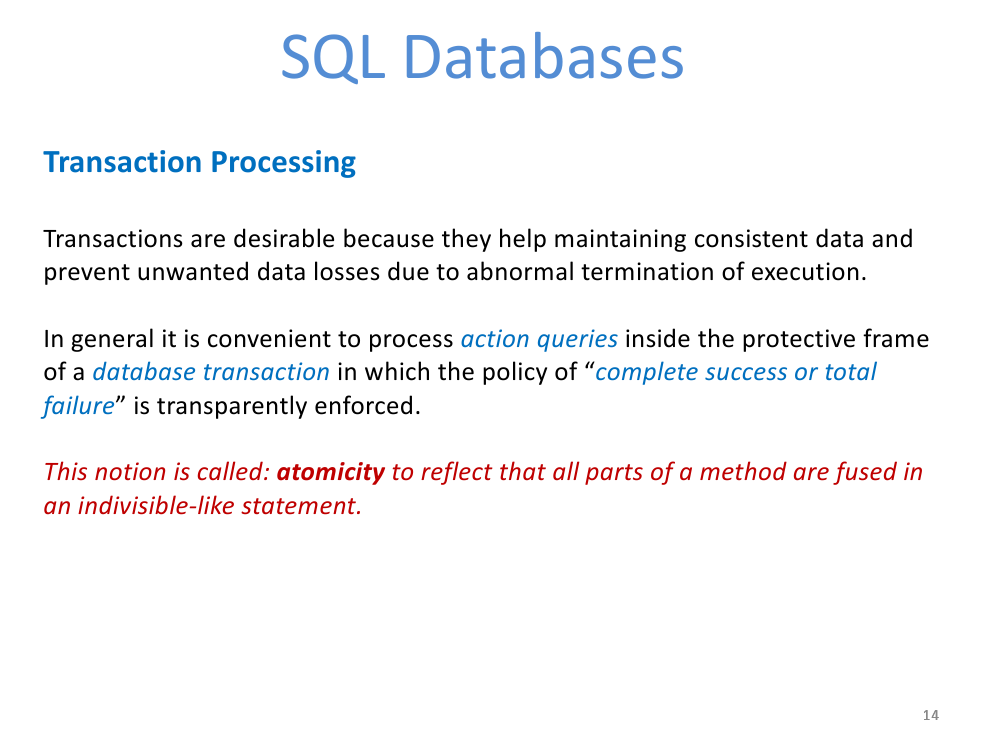 SQL Databases
Transaction Processing
Transactions are desirable because they help maintaining consistent data and
prevent unwanted data losses due to abnormal termination of execution.
In general it is convenient to process action queries inside the protective frame
of a database transaction in which the policy of “complete success or total
failure” is transparently enforced.
This notion is called: atomicity to reflect that all parts of a method are fused in
an indivisible-like statement.
14